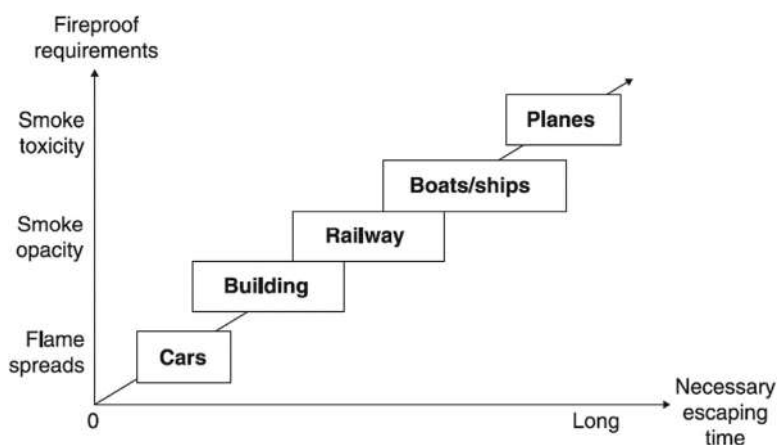 Fireproof
requirements
Smoke
toxicity
Planes
Boats/ships
Smoke
opacity
Railway
Building
Flame
spreads
Cars
0
Long
Necessary
escaping
time